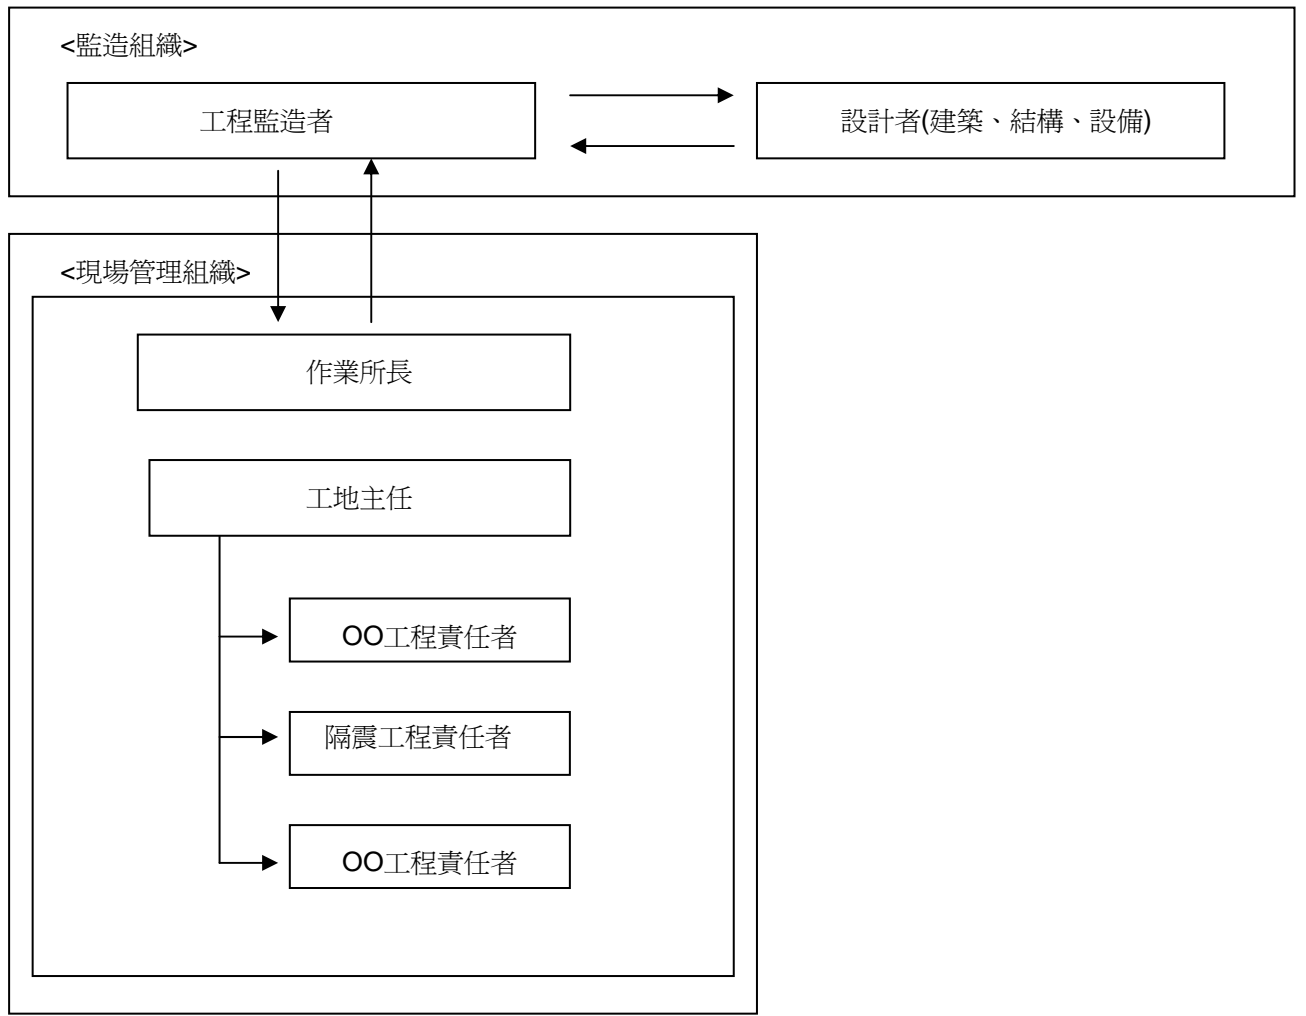 <監造組織>
工程監造者
設計者(建築、結構、設備)
<現場管理組織>
作業所長
工地主任
OO工程責任者
隔震工程責任者
OO工程責任者